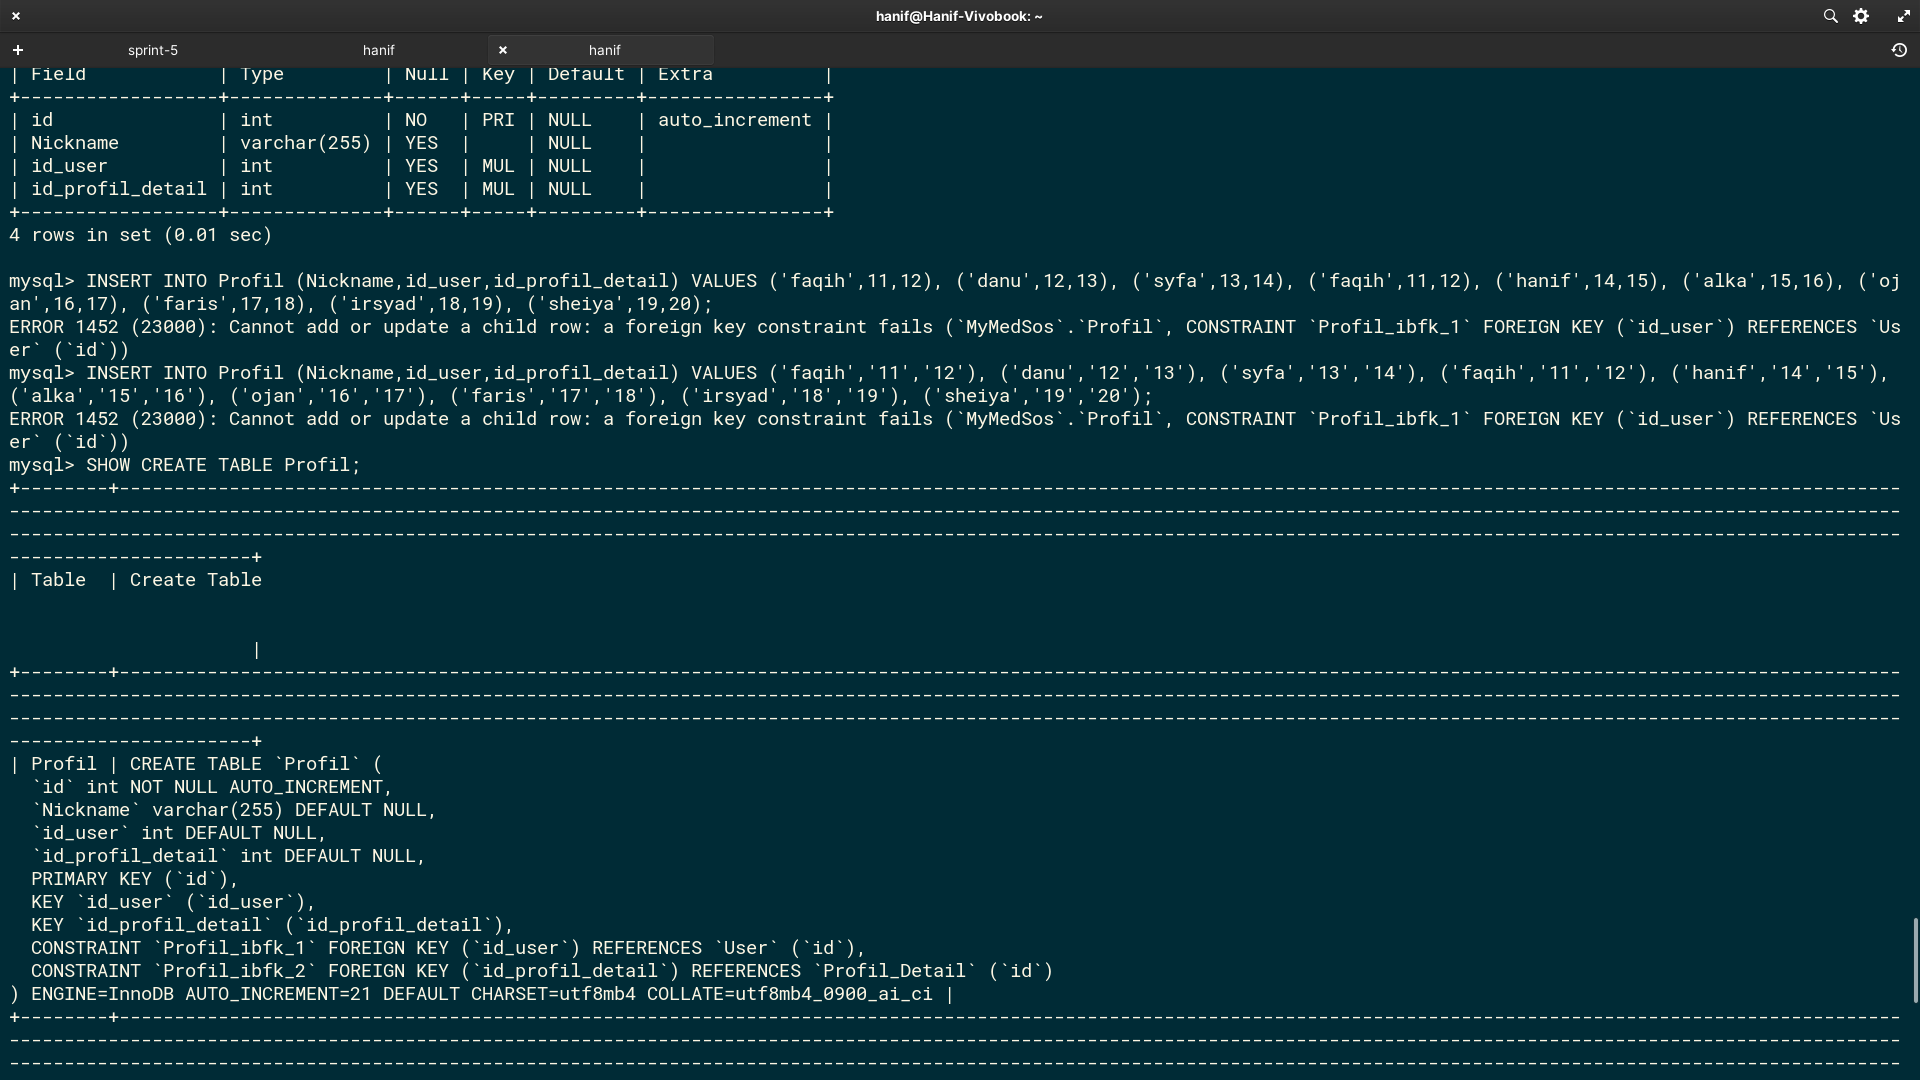 hanif@Hanif-Vivobook: ~
sprint-5 hanif hanif
| Field | Type | Null | Key | Default | Extra |
+------------------+--------------+------+-----+---------+----------------+
| id | int | NO | PRI | NULL | auto_increment |
| Nickname | varchar(255) | YES | | NULL | |
| id_user | int | YES | MUL | NULL | |
| id_profil_detail | int | YES | MUL | NULL | |
+------------------+--------------+------+-----+---------+----------------+
4 rows in set (0.01 sec)
mysql> INSERT INTO Profil (Nickname,id_user,id_profil_detail) VALUES ('faqih',11,12), ('danu',12,13), ('syfa',13,14), ('faqih',11,12), ('hanif',14,15), ('alka',15,16), ('oj
an',16,17), ('faris',17,18), ('irsyad',18,19), ('sheiya',19,20);
ERROR 1452 (23000): Cannot add or update a child row: a foreign key constraint fails (`MyMedSos`.`Profil`, CONSTRAINT `Profil_ibfk_1` FOREIGN KEY (`id_user`) REFERENCES `Us
er` (`id`))
mysql> INSERT INTO Profil (Nickname,id_user,id_profil_detail) VALUES ('faqih','11','12'), ('danu','12','13'), ('syfa','13','14'), ('faqih','11','12'), ('hanif','14','15'),
('alka','15','16'), ('ojan','16','17'), ('faris','17','18'), ('irsyad','18','19'), ('sheiya','19','20');
ERROR 1452 (23000): Cannot add or update a child row: a foreign key constraint fails (`MyMedSos`.`Profil`, CONSTRAINT `Profil_ibfk_1` FOREIGN KEY (`id_user`) REFERENCES `Us
er` (`id`))
mysql> SHOW CREATE TABLE Profil;
| Table | Create Table
|
| Profil | CREATE TABLE `Profil` (
`id` int NOT NULL AUTO_INCREMENT,
`Nickname` varchar(255) DEFAULT NULL,
`id_user` int DEFAULT NULL,
`id_profil_detail` int DEFAULT NULL,
PRIMARY KEY (`id`),
KEY `id_user` (`id_user`),
KEY `id_profil_detail` (`id_profil_detail`),
CONSTRAINT `Profil_ibfk_1` FOREIGN KEY (`id_user`) REFERENCES `User` (`id`),
CONSTRAINT `Profil_ibfk_2` FOREIGN KEY (`id_profil_detail`) REFERENCES `Profil_Detail` (`id`)
) ENGINE=InnoDB AUTO_INCREMENT=21 DEFAULT CHARSET=utf8mb4 COLLATE=utf8mb4_0900_ai_ci |